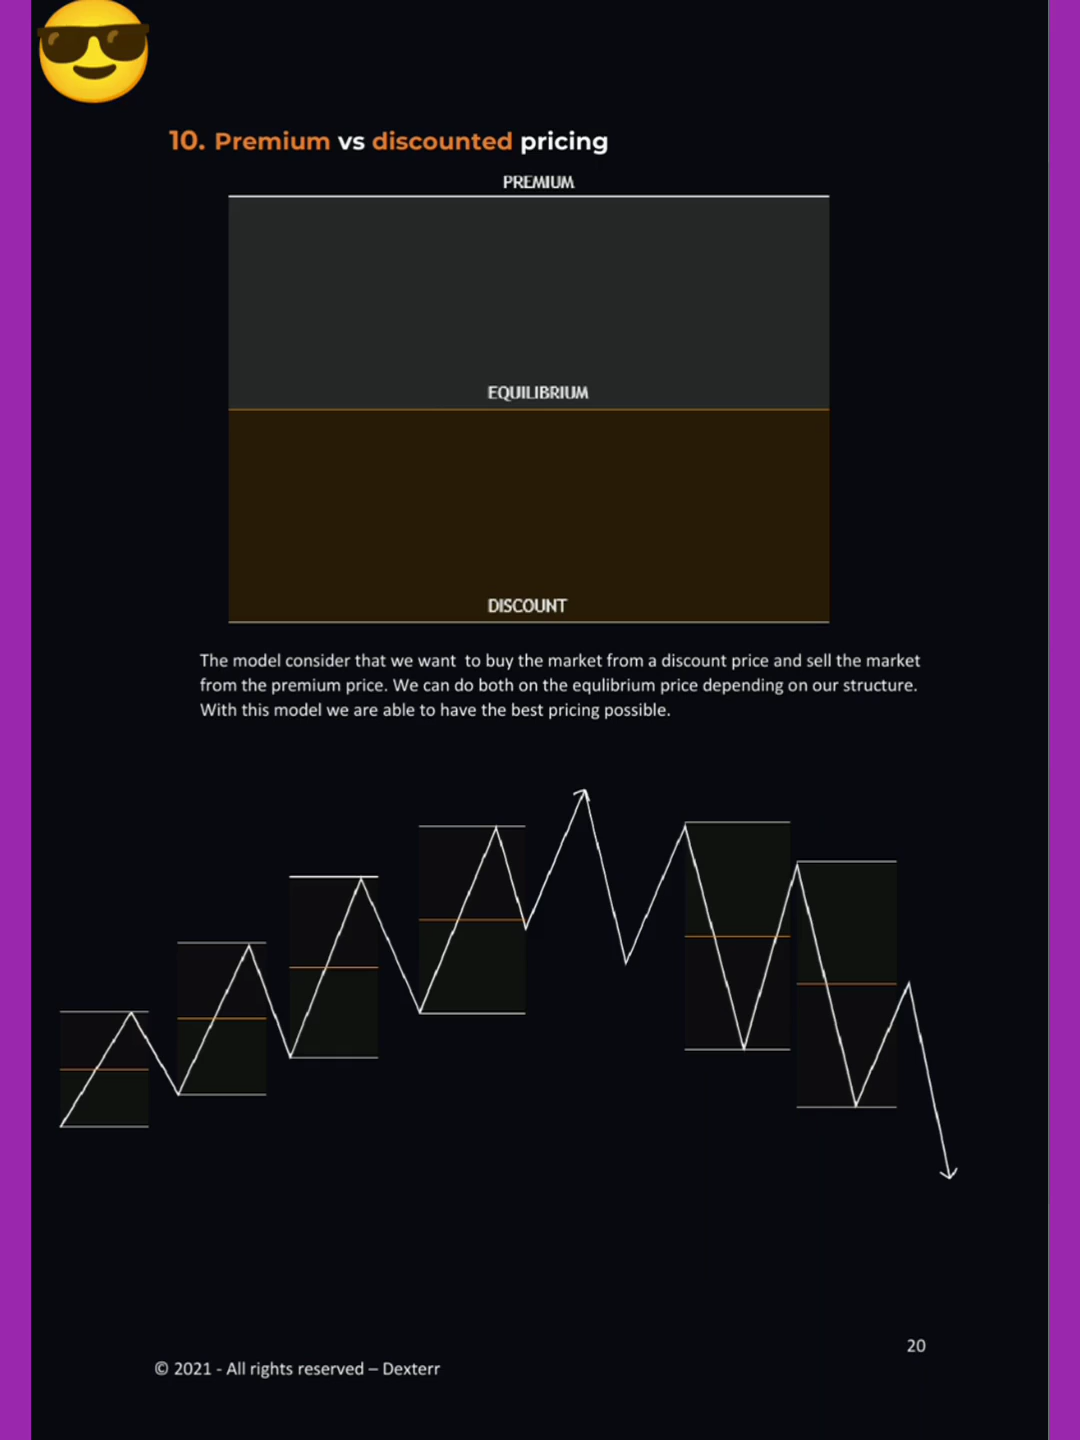 10. Premium vs discounted pricing
PREMIUM
EQUILIBRIUM
DISCOUNT
The model consider that we want  to buy the market from a discount price and sell the market
from the premium price. We can do both on the equlibrium price depending on our structure.
With this model we are able to have the best pricing possible.
20
© 2021 - All rights reserved – Dexterr